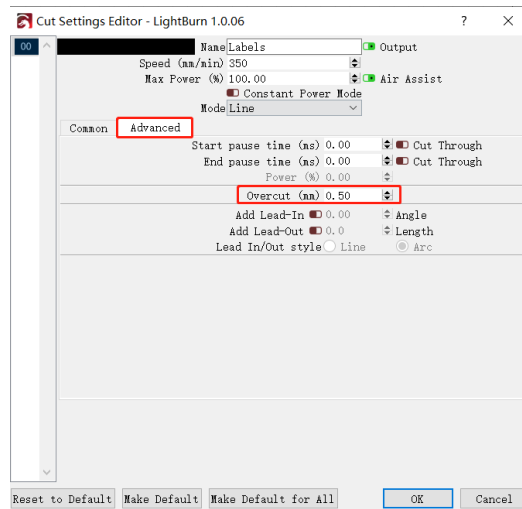 Cut Settings Editor - LightBurn 1.0.06 ? ×
00 Name Labels Output
Speed (mm/min) 350
Max Power (%) 100.00 Air Assist
Constant Power Mode
Mode Line
Common Advanced
Start pause time (ms) 0.00 Cut Through
End pause time (ms) 0.00 Cut Through
Power (%) 0.00
Overcut (mm) 0.50
Add Lead-In 0.00 Angle
Add Lead-Out 0.0 Length
Lead In/Out style Line Arc
Reset to Default Make Default Make Default for All OK Cancel